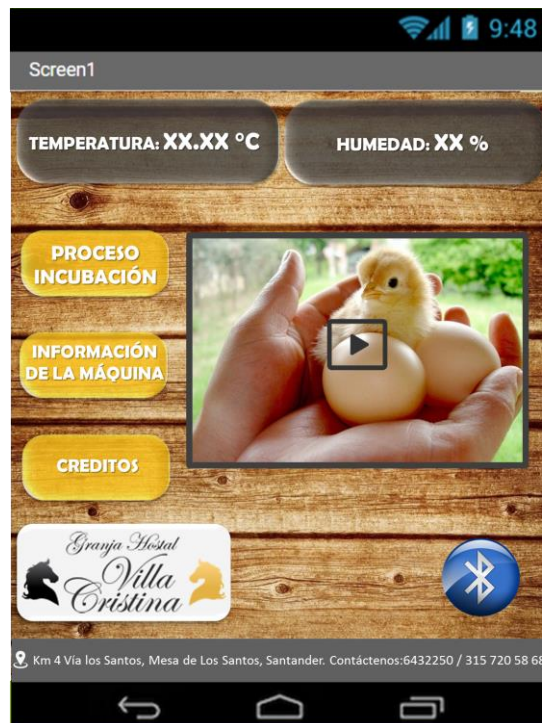 9:48
Screen1
TEMPERATURA: XX.XX °C
HUMEDAD: XX %
PROCESO
INCUBACIÓN
INFORMACIÓN
DE LA MÁQUINA
CREDITOS
Granja Hostal
Villa
Cristina
Km 4 Vía los Santos, Mesa de Los Santos, Santander. Contáctenos:6432250 / 315 720 58 68